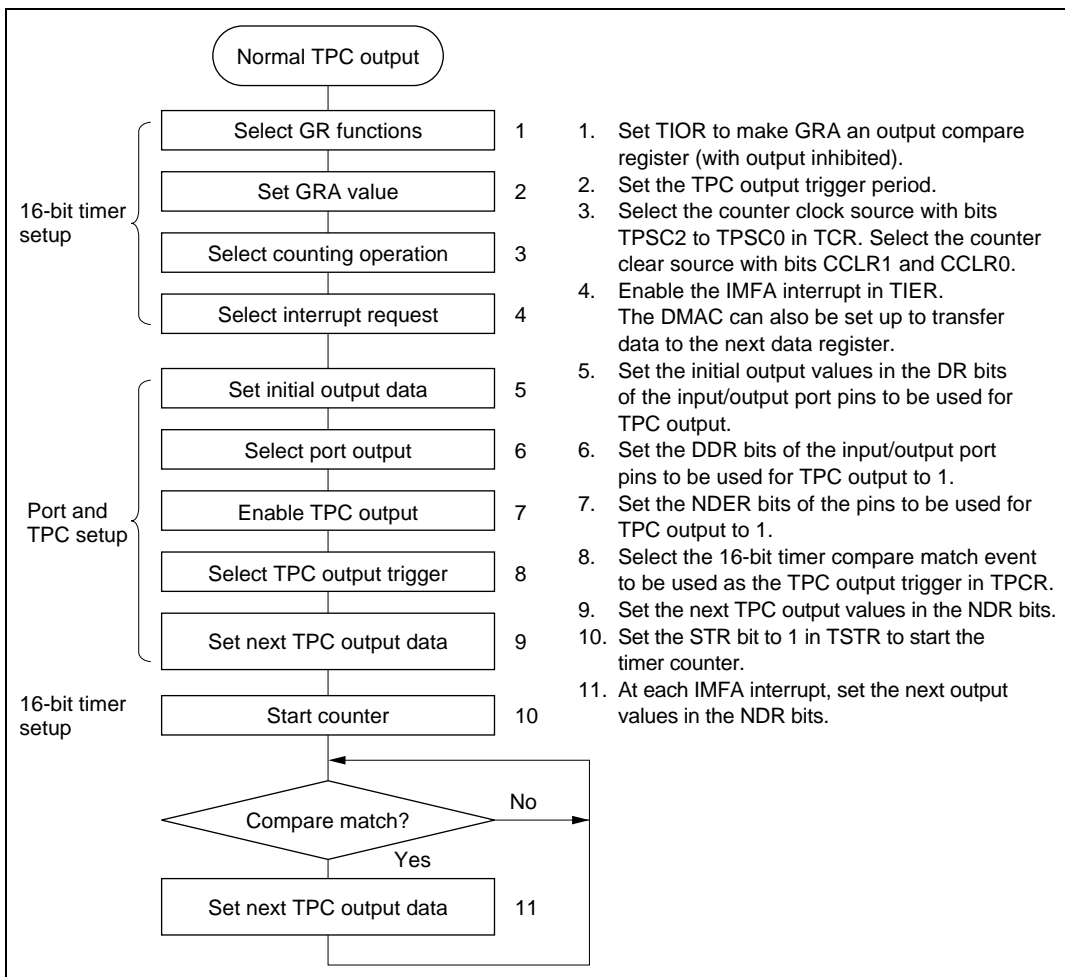 Normal TPC output
16-bit timer
setup
Select GR functions 1
Set GRA value 2
Select counting operation 3
Select interrupt request 4
Port and
TPC setup
Set initial output data 5
Select port output 6
Enable TPC output 7
Select TPC output trigger 8
Set next TPC output data 9
16-bit timer
setup
Start counter 10
Compare match?
No
Yes
Set next TPC output data 11
1. Set TIOR to make GRA an output compare
register (with output inhibited).
2. Set the TPC output trigger period.
3. Select the counter clock source with bits
TPSC2 to TPSC0 in TCR. Select the counter
clear source with bits CCLR1 and CCLR0.
4. Enable the IMFA interrupt in TIER.
The DMAC can also be set up to transfer
data to the next data register.
5. Set the initial output values in the DR bits
of the input/output port pins to be used for
TPC output.
6. Set the DDR bits of the input/output port
pins to be used for TPC output to 1.
7. Set the NDER bits of the pins to be used for
TPC output to 1.
8. Select the 16-bit timer compare match event
to be used as the TPC output trigger in TPCR.
9. Set the next TPC output values in the NDR bits.
10. Set the STR bit to 1 in TSTR to start the
timer counter.
11. At each IMFA interrupt, set the next output
values in the NDR bits.